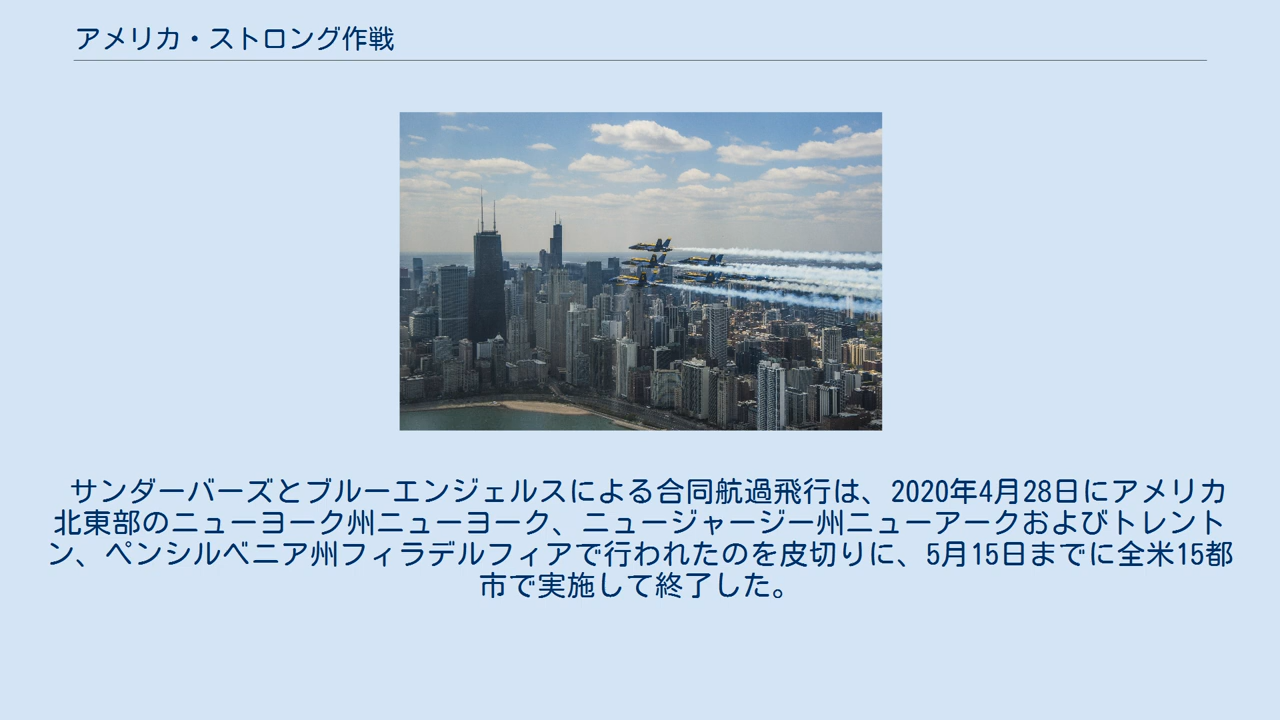 アメリカ・ストロング作戦
サンダーバーズとブルーエンジェルスによる合同航過飛行は、2020年4月28日にアメリカ
北東部のニューヨーク州ニューヨーク、ニュージャージー州ニューアークおよびトレント
ン、ペンシルベニア州フィラデルフィアで行われたのを皮切りに、5月15日までに全米15都
市で実施して終了した。